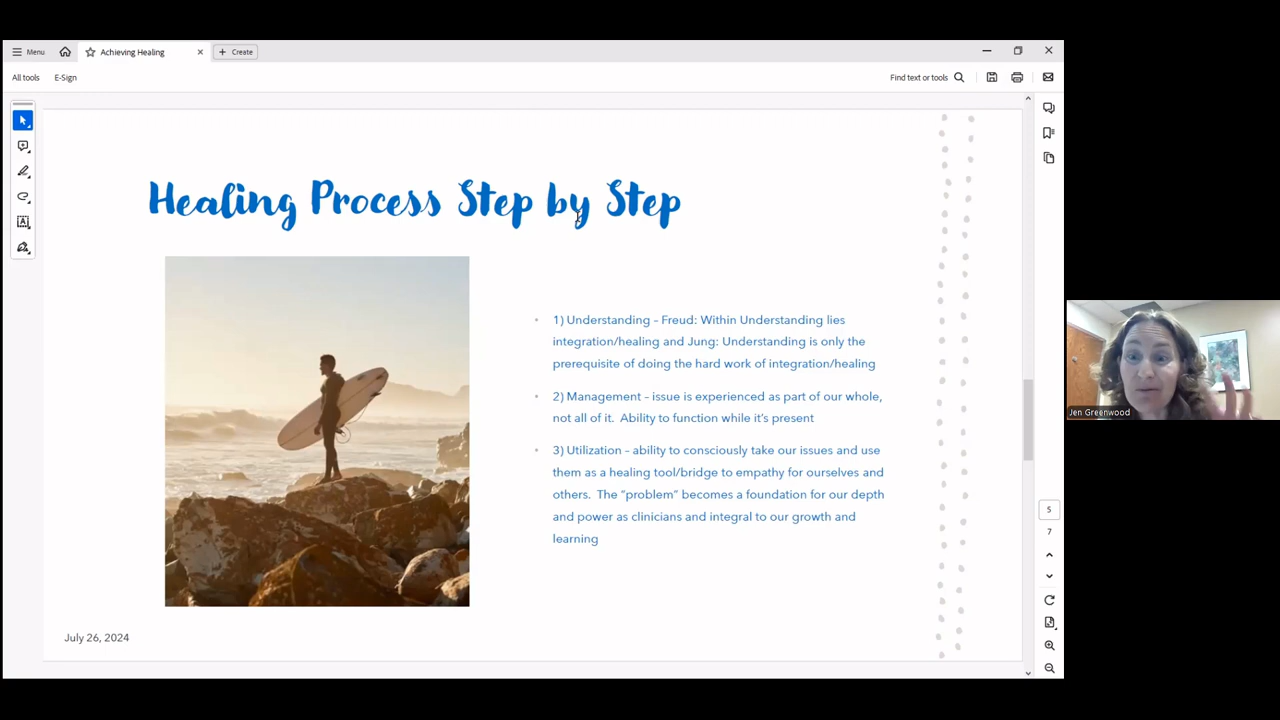 Menu
Achieving Healing
Create
All tools
E-Sign
Find text or tools
Healing Process Step by Step
• 1) Understanding – Freud: Within Understanding lies
integration/healing and Jung: Understanding is only the
prerequisite of doing the hard work of integration/healing
• 2) Management – issue is experienced as part of our whole,
not all of it.  Ability to function while it's present
• 3) Utilization – ability to consciously take our issues and use
them as a healing tool/bridge to empathy for ourselves and
others.  The "problem" becomes a foundation for our depth
and power as clinicians and integral to our growth and
learning
July 26, 2024
5
7
Jen Greenwood